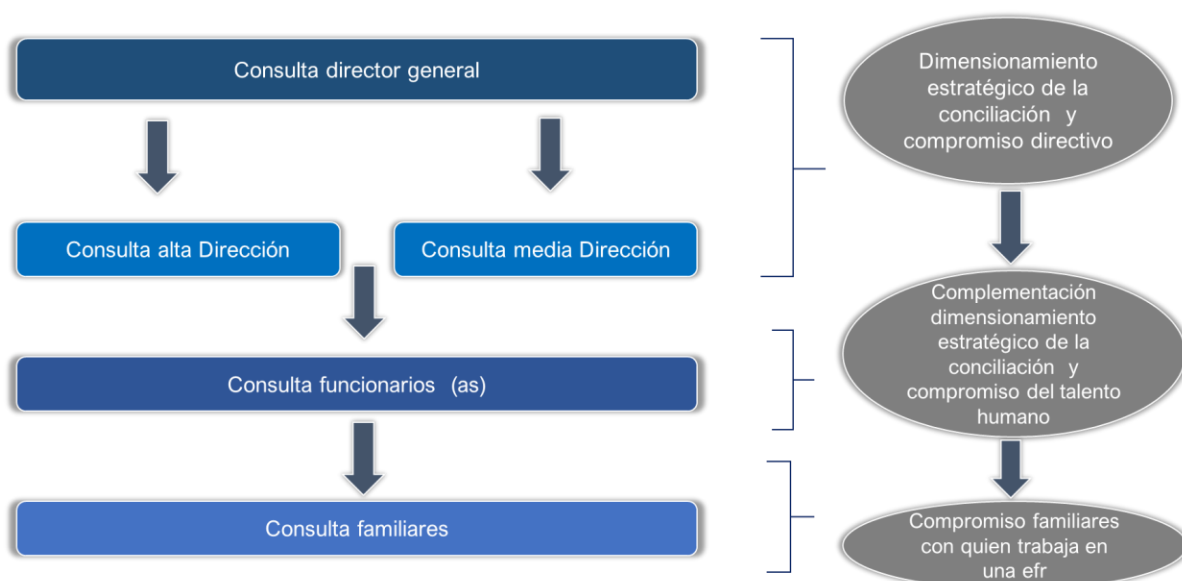 Consulta director general
Consulta alta Dirección
Consulta media Dirección
Consulta funcionarios (as)
Consulta familiares
Dimensionamiento
estratégico de la
conciliación y
compromiso directivo
Complementación
dimensionamiento
estratégico de la
conciliación y
compromiso del talento
humano
Compromiso familiares
con quien trabaja en
una efr